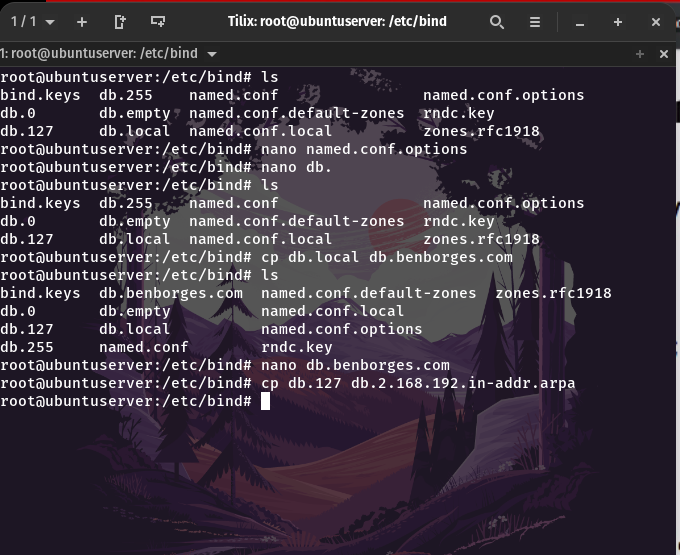 1 / 1
Tilix: root@ubuntuserver: /etc/bind
1: root@ubuntuserver: /etc/bind
root@ubuntuserver:/etc/bind# ls
bind.keys  db.255    named.conf                named.conf.options
db.0       db.empty  named.conf.default-zones  rndc.key
db.127     db.local  named.conf.local          zones.rfc1918
root@ubuntuserver:/etc/bind# nano named.conf.options
root@ubuntuserver:/etc/bind# nano db.
root@ubuntuserver:/etc/bind# ls
bind.keys  db.255    named.conf                named.conf.options
db.0       db.empty  named.conf.default-zones  rndc.key
db.127     db.local  named.conf.local          zones.rfc1918
root@ubuntuserver:/etc/bind# cp db.local db.benborges.com
root@ubuntuserver:/etc/bind# ls
bind.keys  db.benborges.com  named.conf.default-zones  zones.rfc1918
db.0       db.empty          named.conf.local
db.127     db.local          named.conf.options
db.255     named.conf        rndc.key
root@ubuntuserver:/etc/bind# nano db.benborges.com
root@ubuntuserver:/etc/bind# cp db.127 db.2.168.192.in-addr.arpa
root@ubuntuserver:/etc/bind#